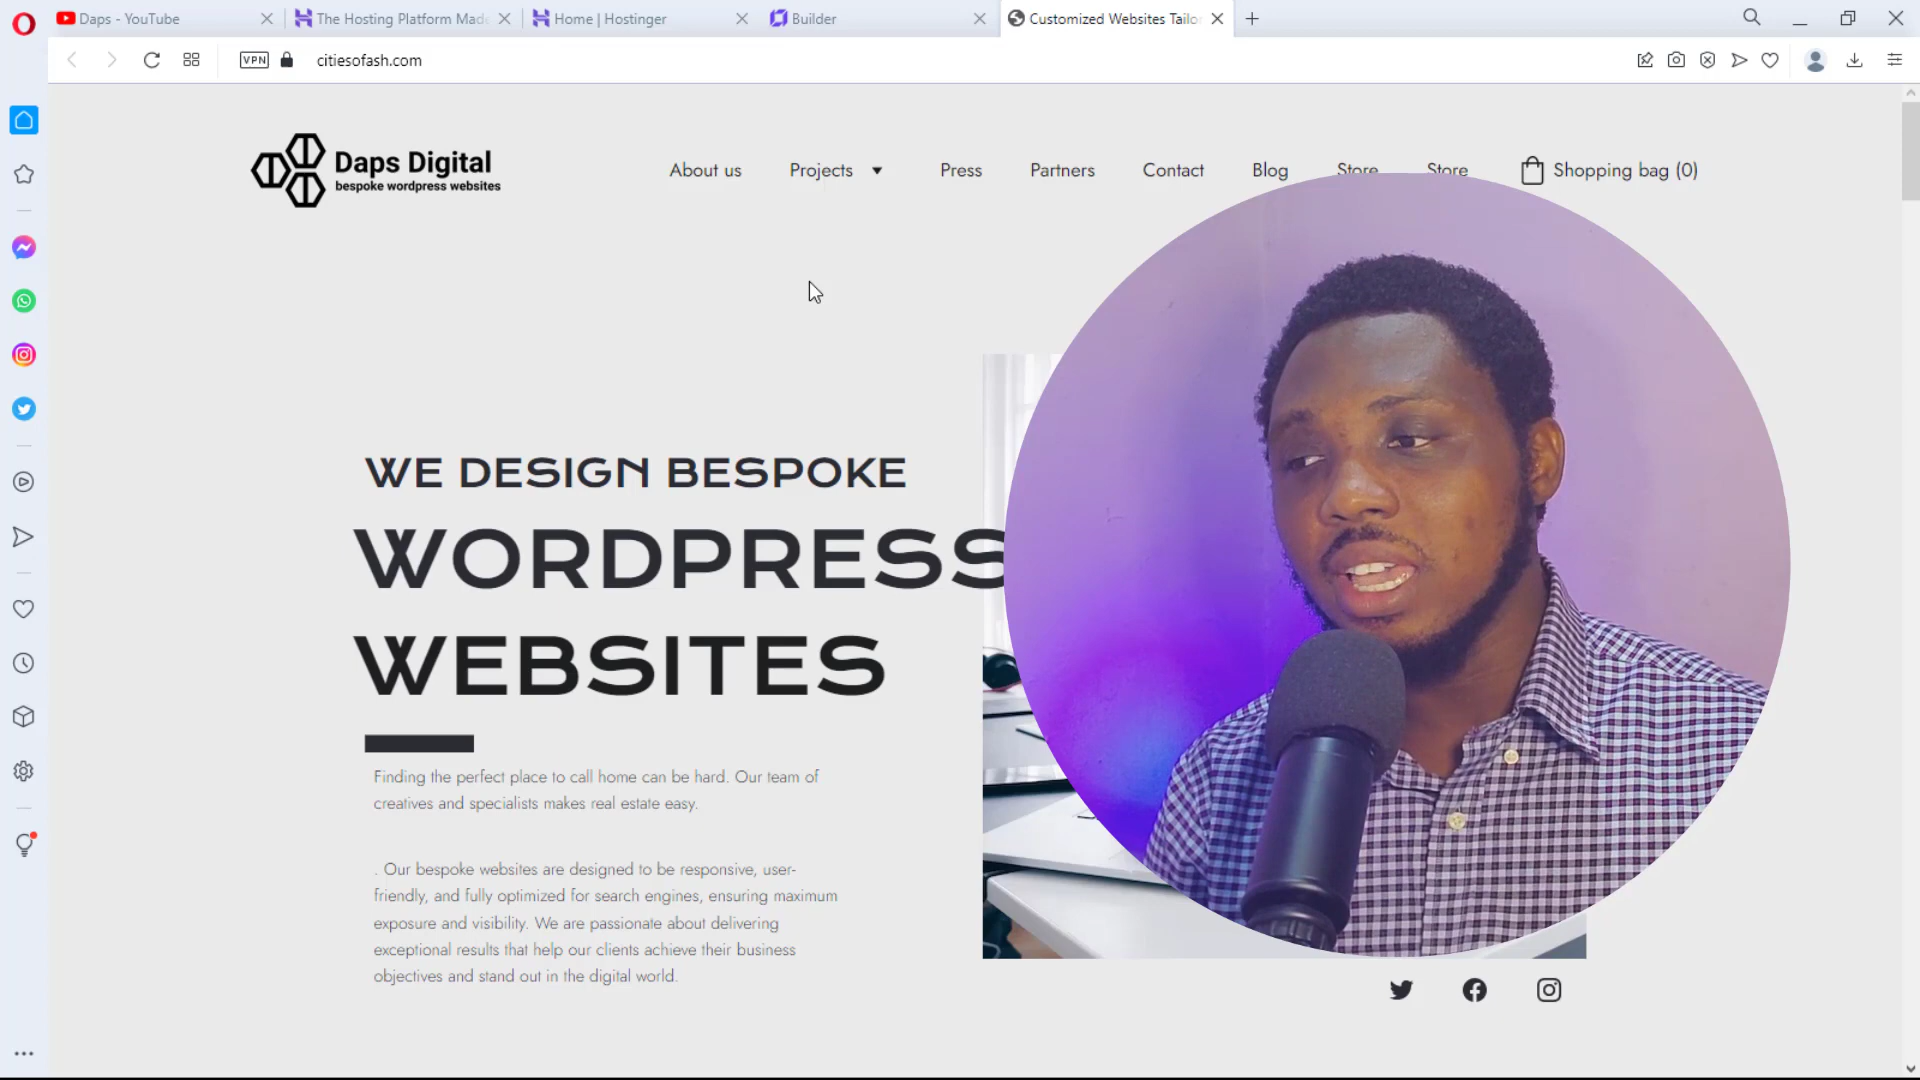 Daps - YouTube
The Hosting Platform Made
Home | Hostinger
Builder
Customized Websites Tailo
VPN
citiesofash.com
Daps Digital
bespoke wordpress websites
About us
Projects
Press
Partners
Contact
Blog
Store
Store
Shopping bag (0)
WE DESIGN BESPOKE
WORDPRESS
WEBSITES
Finding the perfect place to call home can be hard. Our team of
creatives and specialists makes real estate easy.
. Our bespoke websites are designed to be responsive, user-
friendly, and fully optimized for search engines, ensuring maximum
exposure and visibility. We are passionate about delivering
exceptional results that help our clients achieve their business
objectives and stand out in the digital world.